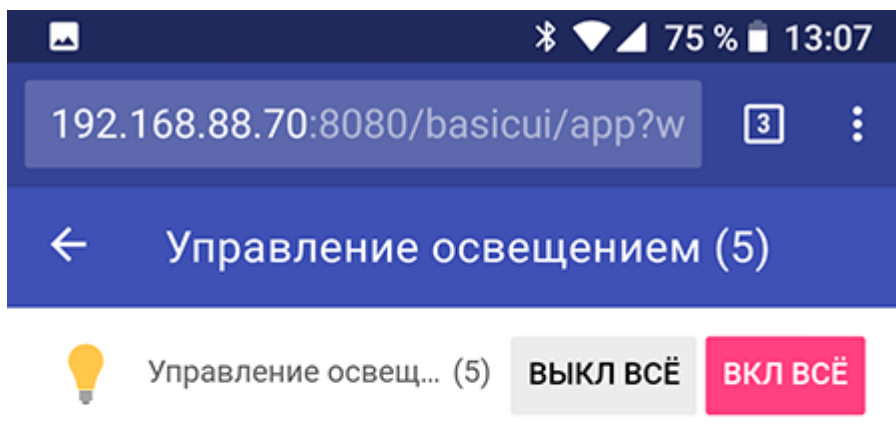 75 % 13:07
192.168.88.70:8080/basicui/app?w 3
Управление освещением (5)
Управление освещ... (5) ВЫКЛ ВСЁ ВКЛ ВСЁ